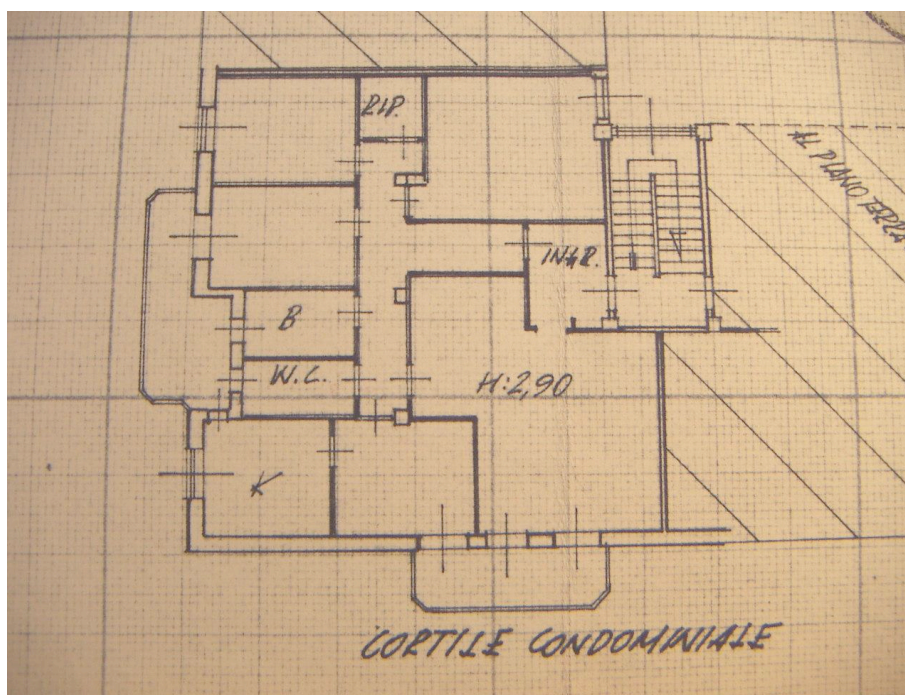 RIP.
AL PIANO TERRA
INGR.
B
W.C.
H:2,90
K
CORTILE CONDOMINIALE